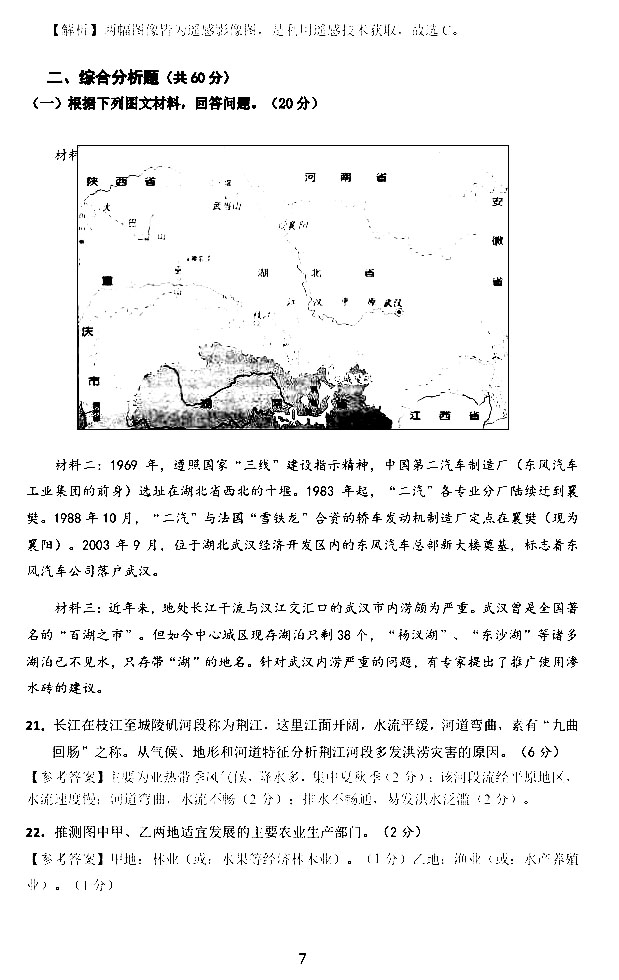 【解析】两幅图像皆为遥感影像图，是利用遥感技术获取，故选C。
二、综合分析题（共60分）
（一）根据下列图文材料，回答问题。（20分）
材料
陕 西 省
河 南 省
安
徽
省
武当山
大
巴
山
襄阳
湖 北 省
重
庆
市
江 汉 平 原 武汉
枝江
湖 南 省
江 西 省
材料二：1969 年，遵照国家“三线”建设指示精神，中国第二汽车制造厂（东风汽车
工业集团的前身）选址在湖北省西北的十堰。1983 年起，“二汽”各专业分厂陆续迁到襄
樊。1988 年 10 月，“二汽”与法国“雪铁龙”合资的轿车发动机制造厂定点在襄樊（现为
襄阳）。2003 年 9 月，位于湖北武汉经济开发区内的东风汽车总部新大楼奠基，标志着东
风汽车公司落户武汉。
材料三：近年来，地处长江干流与汉江交汇口的武汉市内涝颇为严重。武汉曾是全国著
名的“百湖之市”。但如今中心城区现存湖泊只剩 38 个，“杨汊湖”、“东沙湖”等诸多
湖泊已不见水，只存带“湖”的地名。针对武汉内涝严重的问题，有专家提出了推广使用渗
水砖的建议。
21．长江在枝江至城陵矶河段称为荆江，这里江面开阔，水流平缓，河道弯曲，素有“九曲
回肠”之称。从气候、地形和河道特征分析荆江河段多发洪涝灾害的原因。（6 分）
【参考答案】主要为亚热带季风气候，降水多，集中夏秋季（2 分）；该河段流经平原地区，
水流速度慢；河道弯曲，水流不畅（2 分）；排水不畅通，易发洪水泛滥（2 分）。
22．推测图中甲、乙两地适宜发展的主要农业生产部门。（2 分）
【参考答案】甲地：林业（或：水果等经济林木业）。（1 分）乙地：渔业（或：水产养殖
业）。（1 分）
7